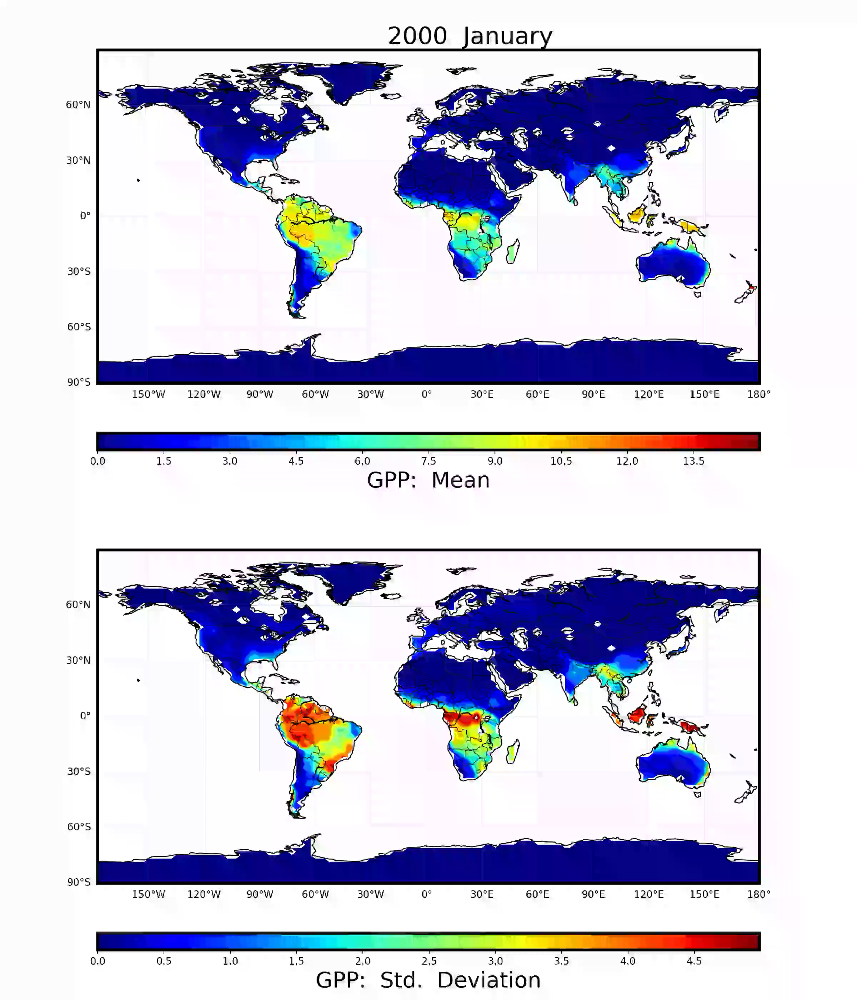 2000 January
60°N
30°N
0°
30°S
60°S
90°S
150°W 120°W 90°W 60°W 30°W 0° 30°E 60°E 90°E 120°E 150°E 180°
0.0 1.5 3.0 4.5 6.0 7.5 9.0 10.5 12.0 13.5
GPP: Mean
60°N
30°N
0°
30°S
60°S
90°S
150°W 120°W 90°W 60°W 30°W 0° 30°E 60°E 90°E 120°E 150°E 180°
0.0 0.5 1.0 1.5 2.0 2.5 3.0 3.5 4.0 4.5
GPP: Std. Deviation